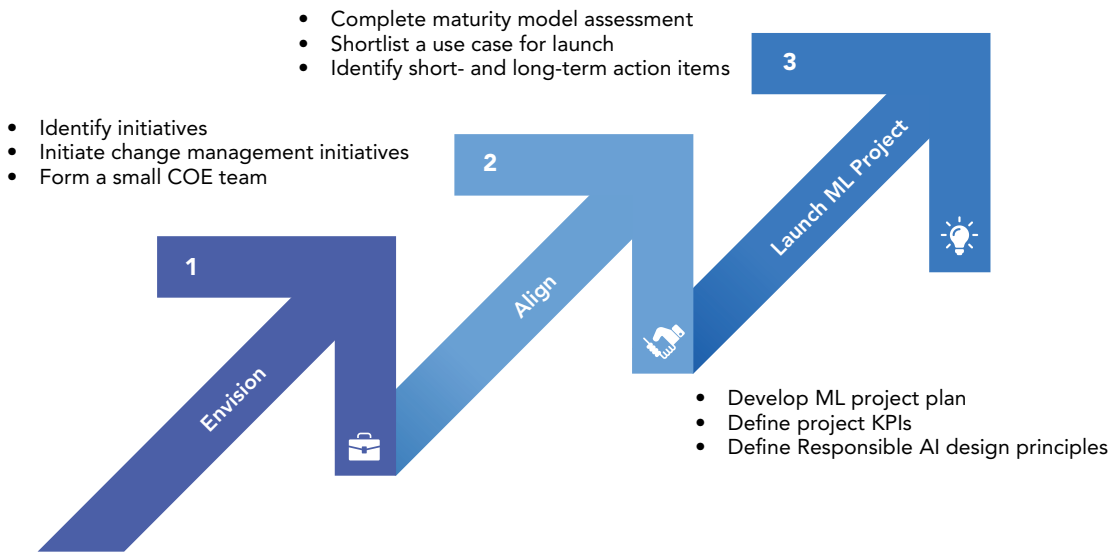 • Complete maturity model assessment
• Shortlist a use case for launch
• Identify short- and long-term action items
3
• Identify initiatives
• Initiate change management initiatives
• Form a small COE team
2
Launch ML Project
1
Align
Envision
• Develop ML project plan
• Define project KPIs
• Define Responsible AI design principles